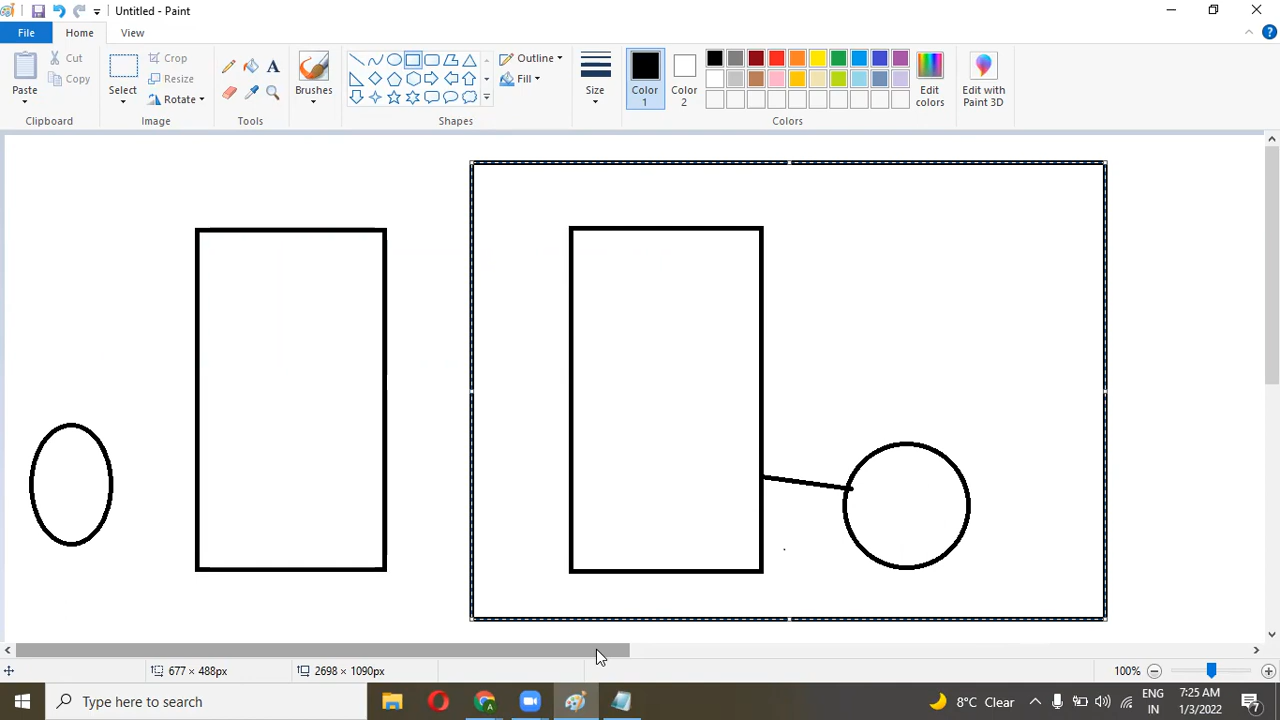 Untitled - Paint
File Home View
Paste
Cut
Copy
Clipboard
Select
Crop
Resize
Rotate
Image
A
Tools
Brushes
Shapes
Outline
Fill
Size
Color 1
Color 2
Edit colors
Colors
Edit with Paint 3D
677 × 488px
2698 × 1090px
100%
Type here to search
8°C Clear
ENG
IN
7:25 AM
1/3/2022
7